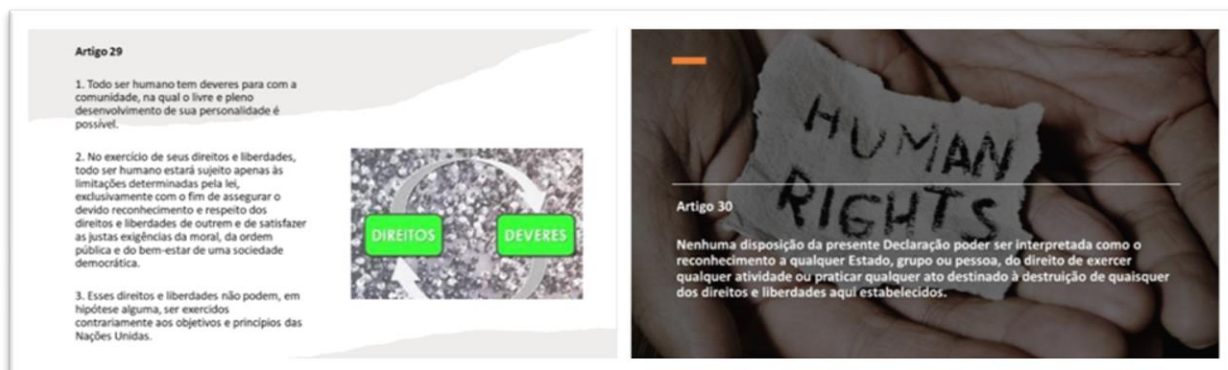 Artigo 29
1. Todo ser humano tem deveres para com a
comunidade, na qual o livre e pleno
desenvolvimento de sua personalidade é
possível.
2. No exercício de seus direitos e liberdades,
todo ser humano estará sujeito apenas às
limitações determinadas pela lei,
exclusivamente com o fim de assegurar o
devido reconhecimento e respeito dos
direitos e liberdades de outrem e de satisfazer
as justas exigências da moral, da ordem
pública e do bem-estar de uma sociedade
democrática.
3. Esses direitos e liberdades não podem, em
hipótese alguma, ser exercidos
contrariamente aos objetivos e princípios das
Nações Unidas.
DIREITOS
DEVERES
HUMAN
RIGHTS
Artigo 30
Nenhuma disposição da presente Declaração poder ser interpretada como o
reconhecimento a qualquer Estado, grupo ou pessoa, do direito de exercer
qualquer atividade ou praticar qualquer ato destinado à destruição de quaisquer
dos direitos e liberdades aqui estabelecidos.